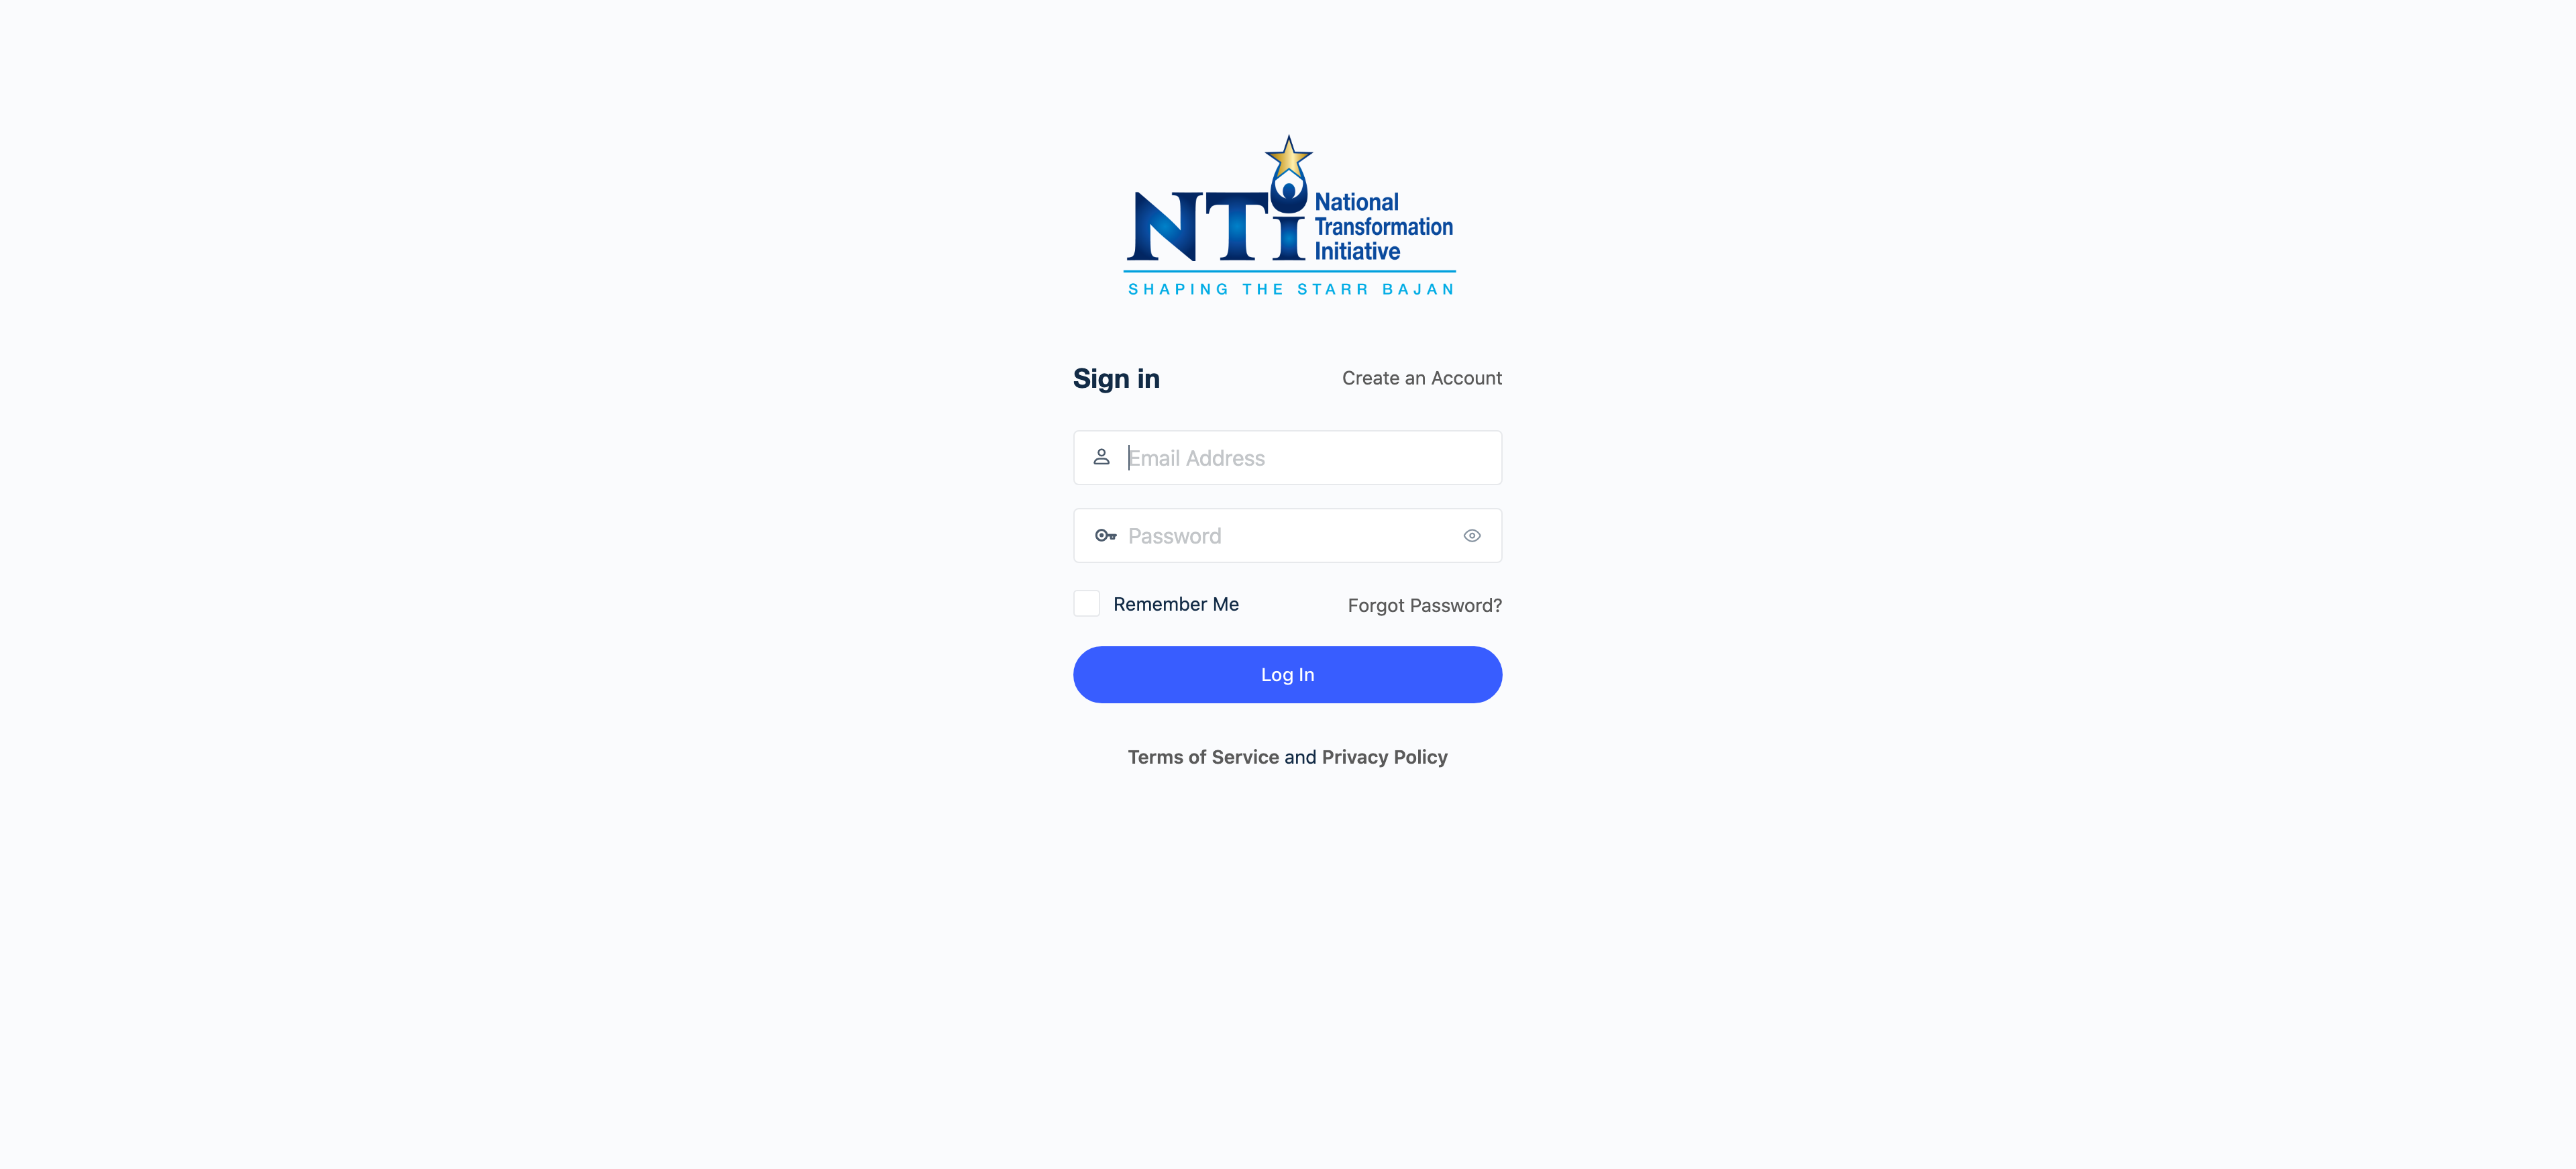 NTi
National
Transformation
Initiative
SHAPING THE STARR BAJAN
Sign in
Create an Account
Email Address
Password
Remember Me
Forgot Password?
Log In
Terms of Service and Privacy Policy